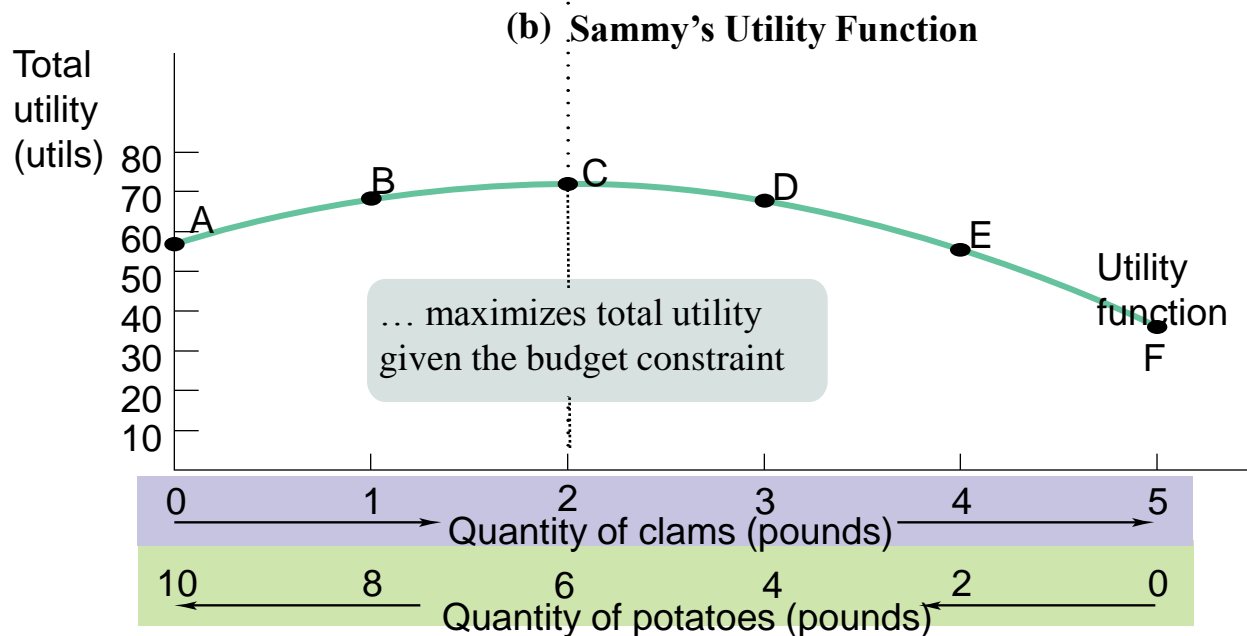 (b) Sammy’s Utility Function
Total
utility
(utils)
80
70
60
50
40
30
20
10
A
B
C
D
E
Utility
function
F
… maximizes total utility
given the budget constraint
0 1 2 3 4 5
Quantity of clams (pounds)
10 8 6 4 2 0
Quantity of potatoes (pounds)